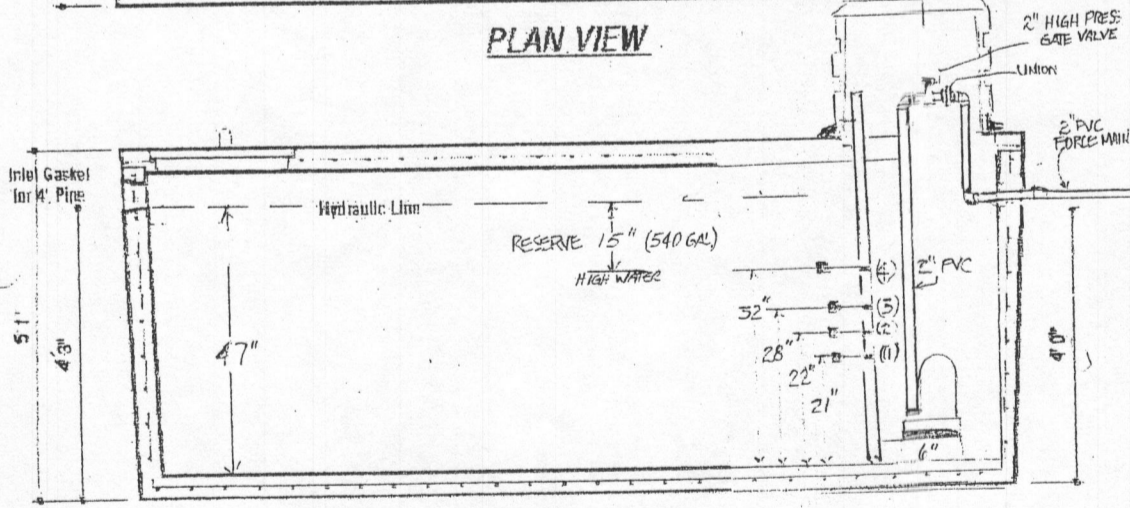 PLAN VIEW
2" HIGH PRES:
GATE VALVE
UNION
2" PVC
FORCE MAIN
Inlet Gasket
for 4' Pipe
Hydraulic Line
RESERVE 15" (540 GAL)
HIGH WATER
(4)
2" PVC
32"
(3)
28"
(2)
22"
(1)
21"
6"
5' 1"
4'3"
47"
4'0"